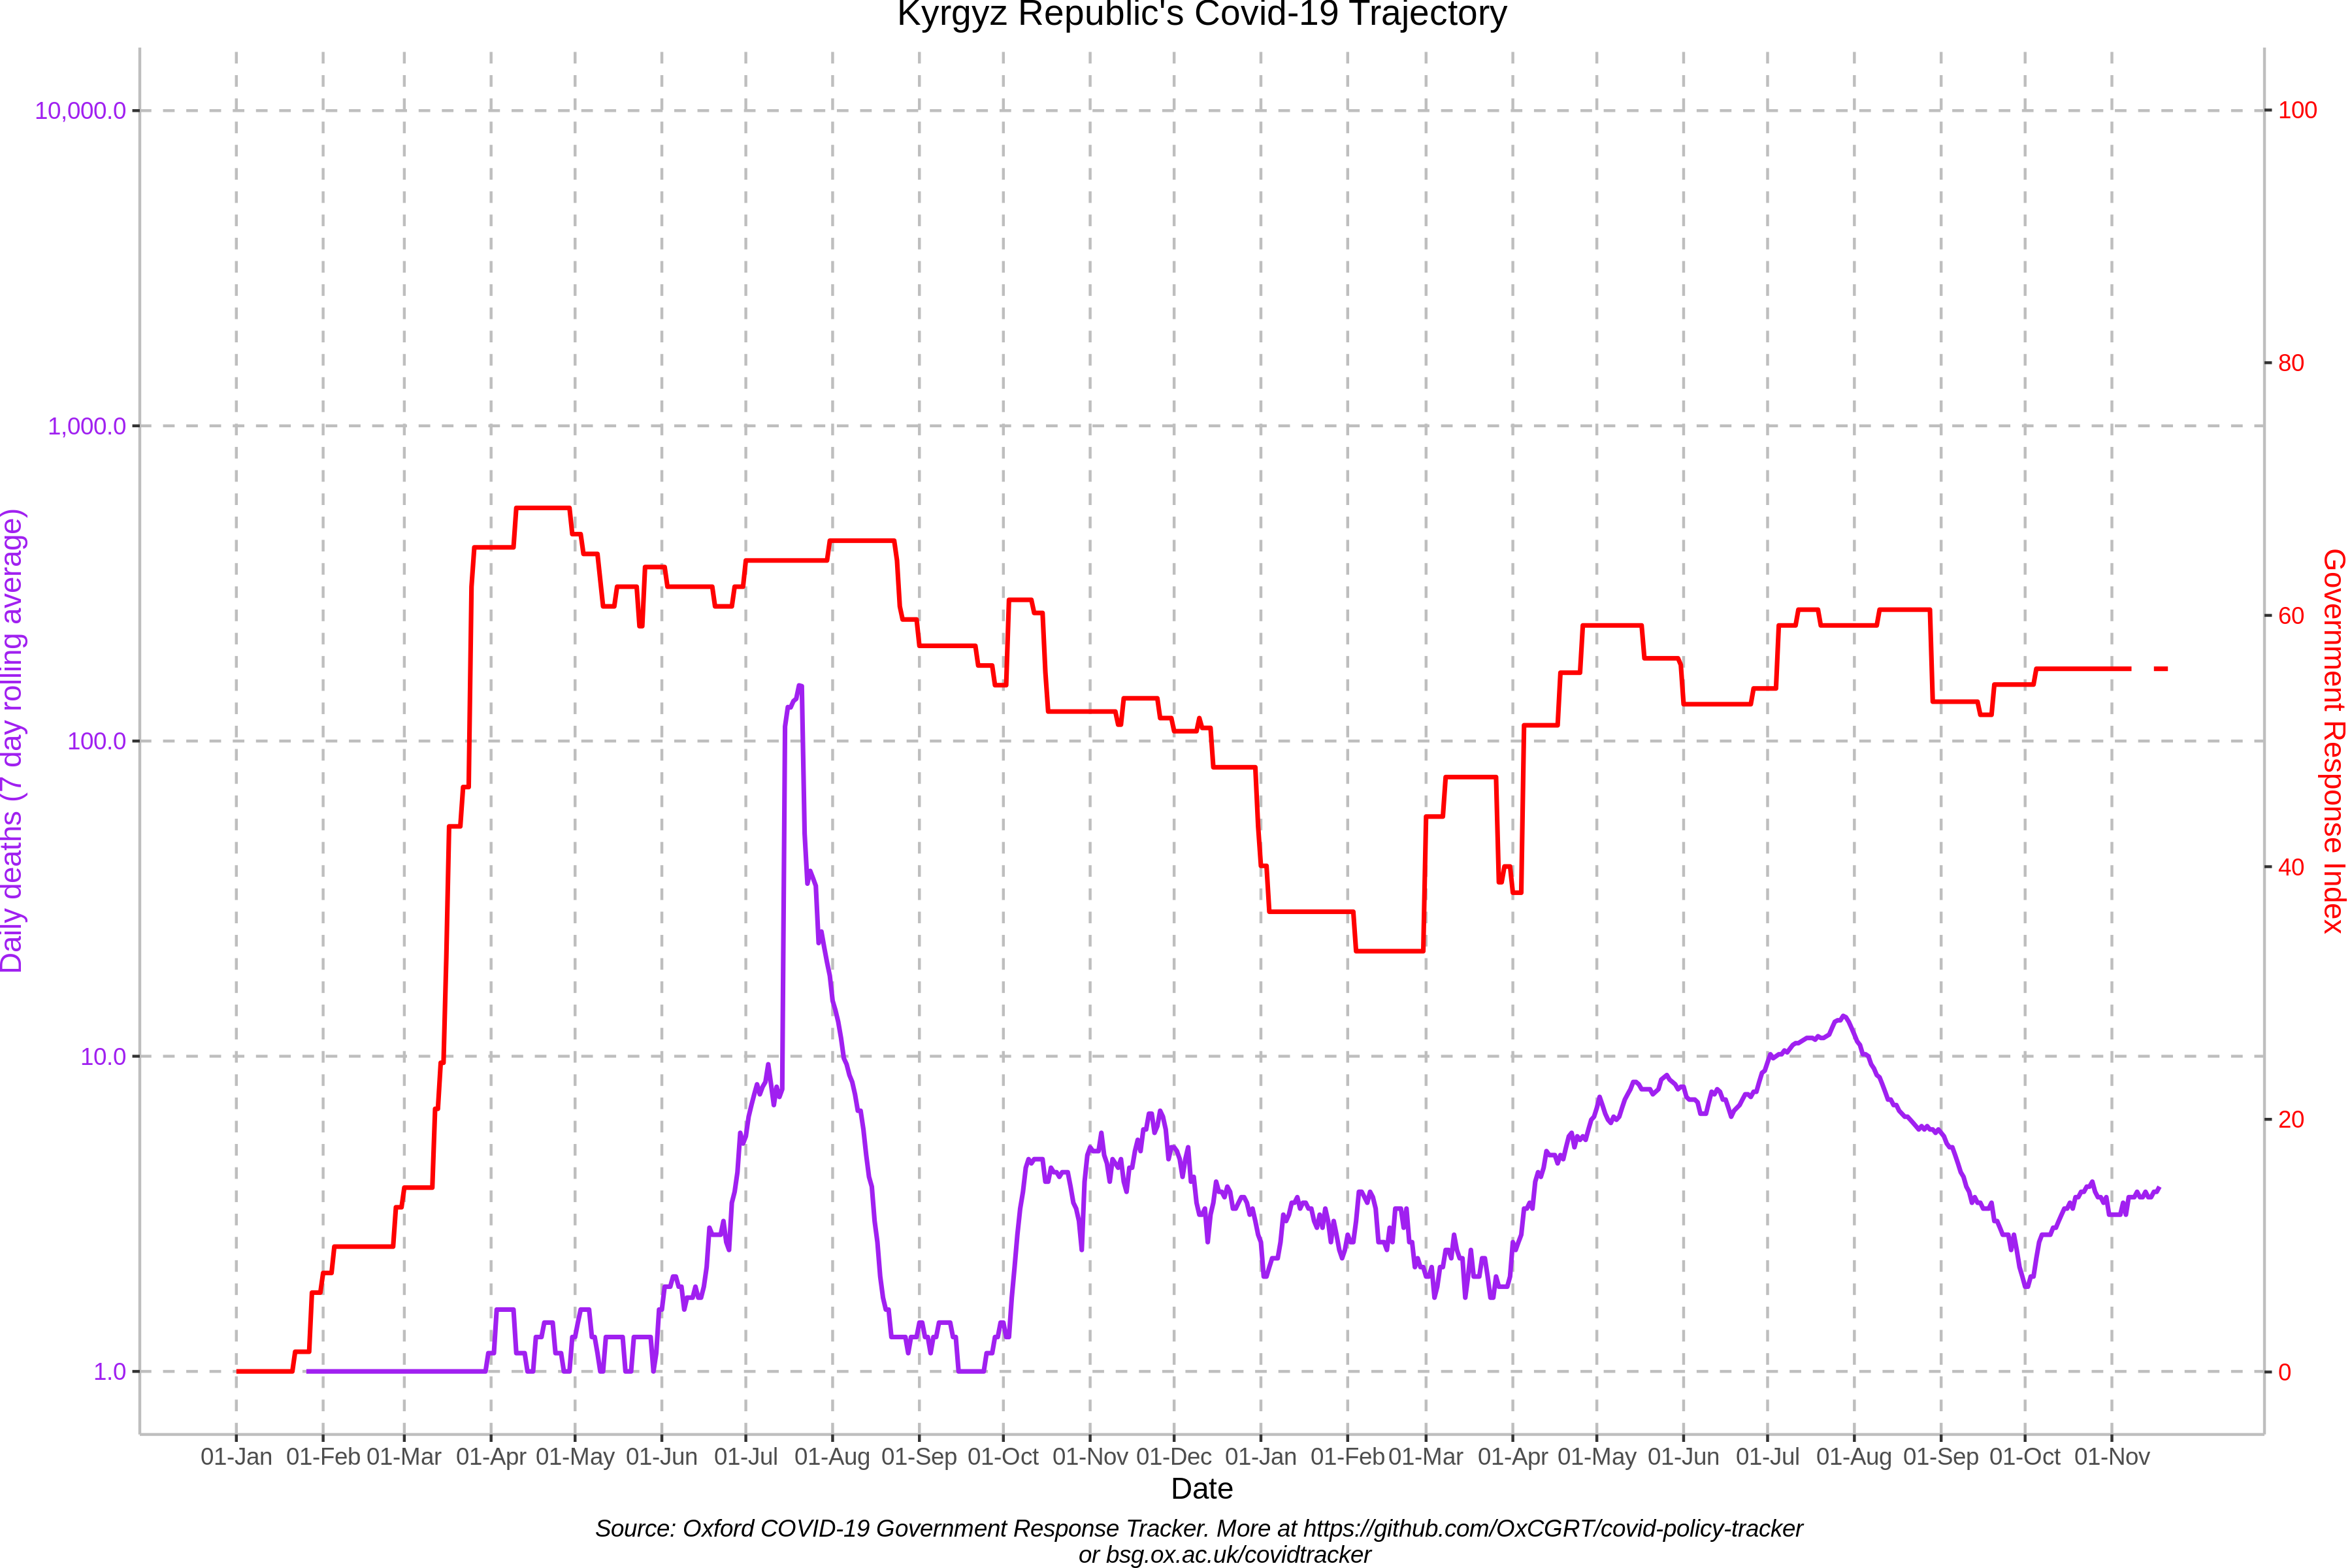 Kyrgyz Republic's Covid-19 Trajectory
10,000.0
1,000.0
100.0
10.0
1.0
Daily deaths (7 day rolling average)
100
80
60
40
20
0
Government Response Index
01-Jan 01-Feb 01-Mar 01-Apr 01-May 01-Jun 01-Jul 01-Aug 01-Sep 01-Oct 01-Nov 01-Dec 01-Jan 01-Feb 01-Mar 01-Apr 01-May 01-Jun 01-Jul 01-Aug 01-Sep 01-Oct 01-Nov
Date
Source: Oxford COVID-19 Government Response Tracker. More at https://github.com/OxCGRT/covid-policy-tracker
or bsg.ox.ac.uk/covidtracker